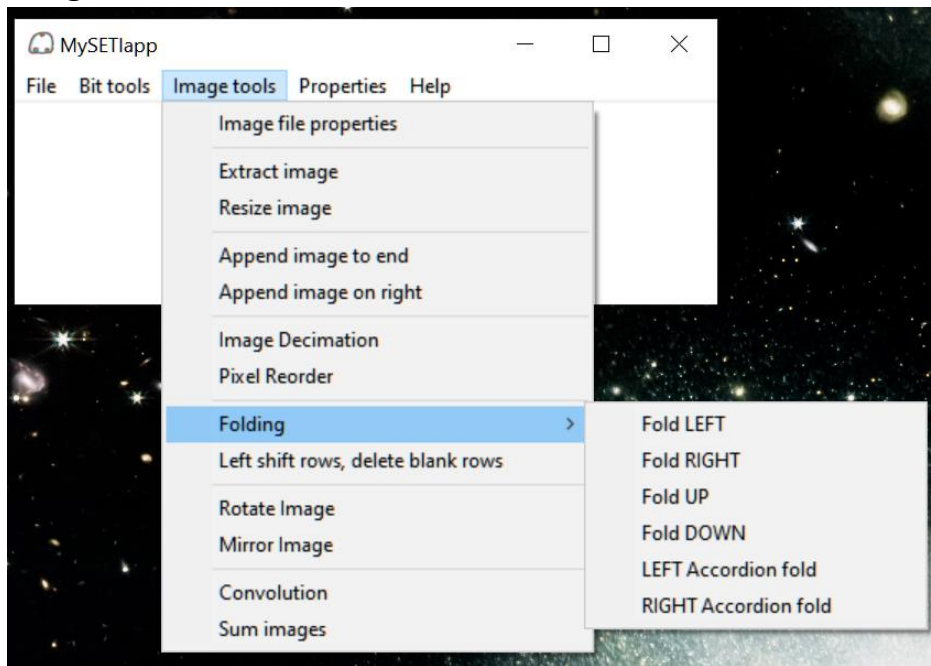 MySETIapp
File Bit tools Image tools Properties Help
Image file properties
Extract image
Resize image
Append image to end
Append image on right
Image Decimation
Pixel Reorder
Folding
Left shift rows, delete blank rows
Rotate Image
Mirror Image
Convolution
Sum images
Fold LEFT
Fold RIGHT
Fold UP
Fold DOWN
LEFT Accordion fold
RIGHT Accordion fold